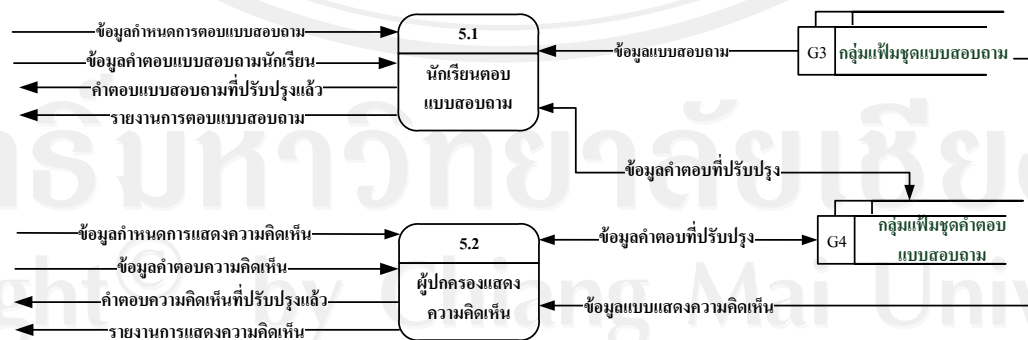 ข้อมูลกำหนดการตอบแบบสอบถาม
ข้อมูลคำตอบแบบสอบถามนักเรียน
คำตอบแบบสอบถามที่ปรับปรุงแล้ว
รายงานการตอบแบบสอบถาม
5.1
นักเรียนตอบ
แบบสอบถาม
ข้อมูลแบบสอบถาม
G3 กลุ่มแฟ้มชุดแบบสอบถาม
ข้อมูลคำตอบที่ปรับปรุง
ข้อมูลกำหนดการแสดงความคิดเห็น
ข้อมูลคำตอบความคิดเห็น
คำตอบความคิดเห็นที่ปรับปรุงแล้ว
รายงานการแสดงความคิดเห็น
5.2
ผู้ปกครองแสดง
ความคิดเห็น
ข้อมูลคำตอบที่ปรับปรุง
G4
กลุ่มแฟ้มชุดคำตอบ
แบบสอบถาม
ข้อมูลแบบแสดงความคิดเห็น
มหาวิทยาลัย
by Chiang Mai